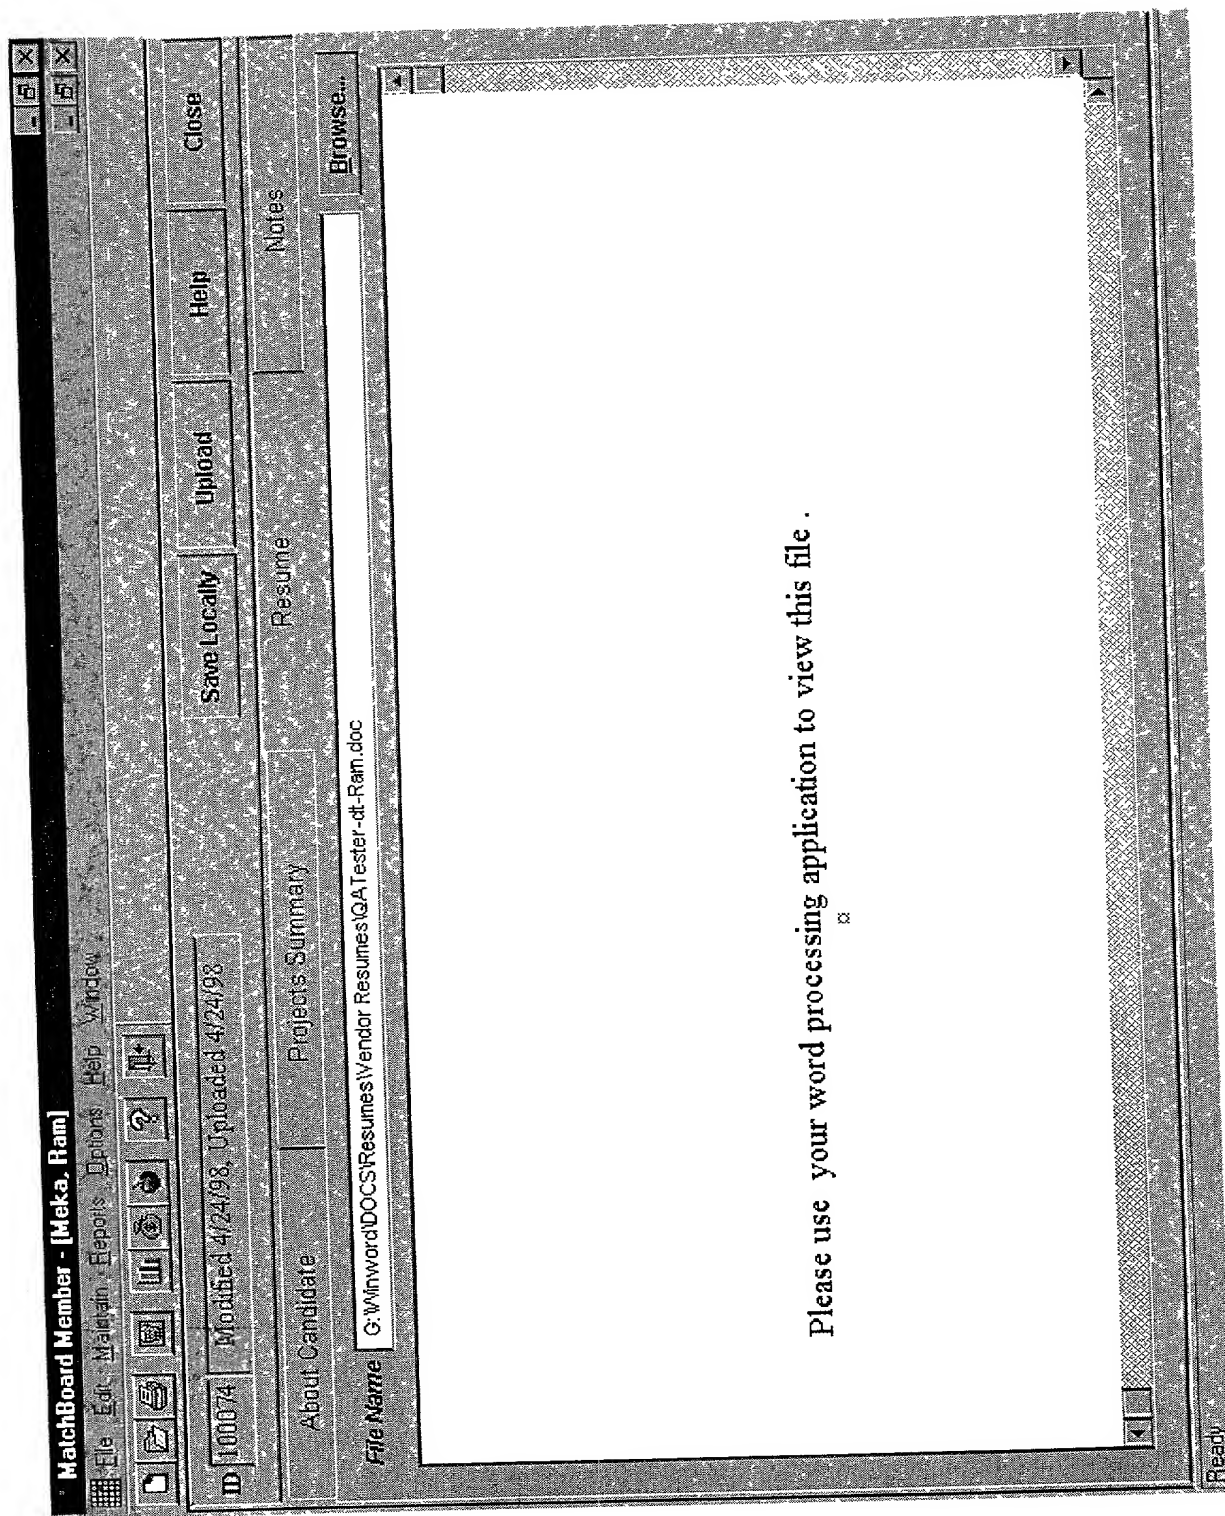 MatchBoard Member - [Meka, Ram]
File Edit Maintain Reports Options Help Window
ID 100074 Modified 4/24/98, Uploaded 4/24/98 Save Locally Upload Help Close
About Candidate Projects Summary Resume Notes
File Name G:\Winword\DOCS\Resumes\Vendor Resumes\QATester-dt-Ram.doc Browse...
Please use your word processing application to view this file .
¤
Ready